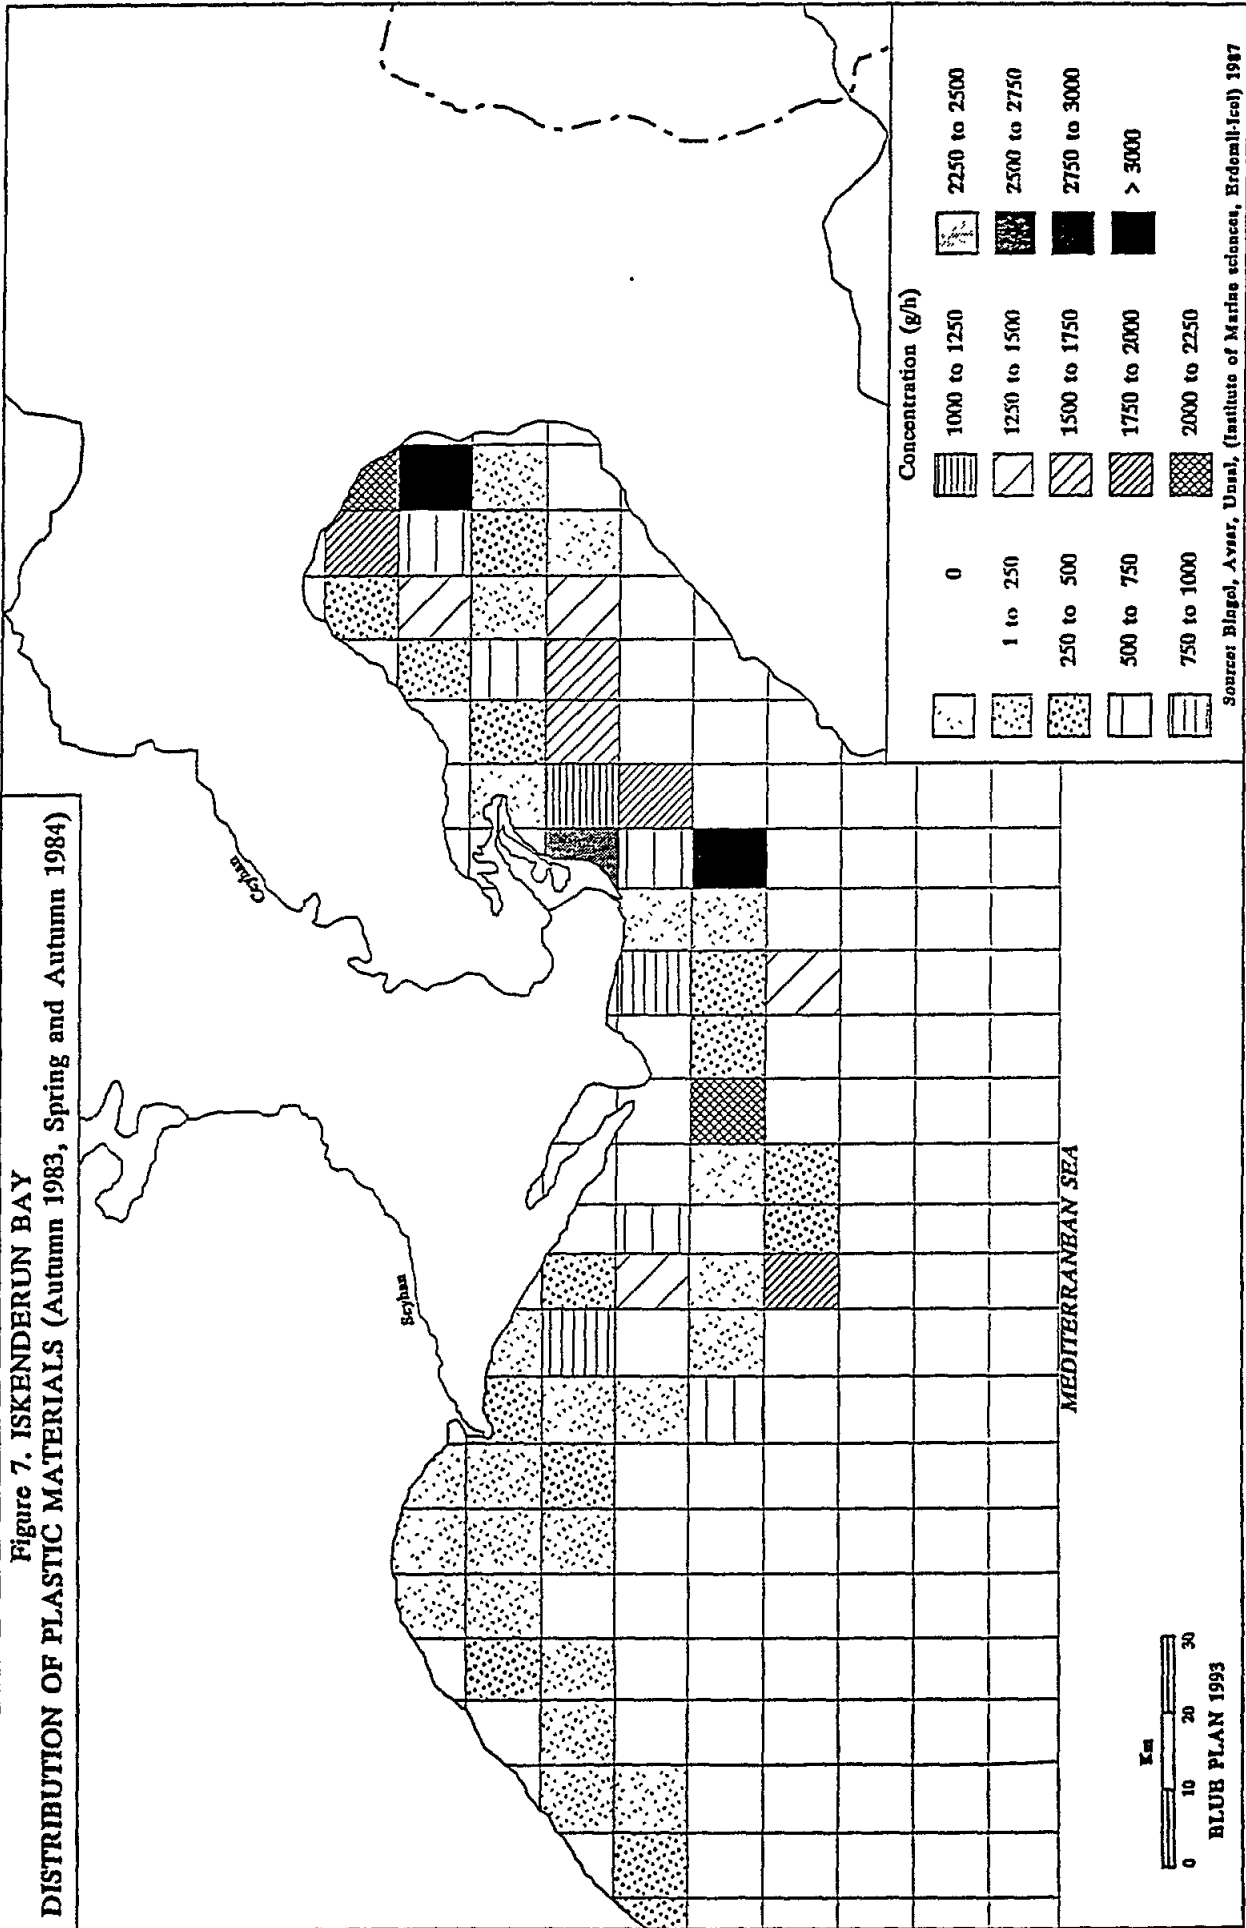 Figure 7. ISKENDERUN BAY
DISTRIBUTION OF PLASTIC MATERIALS (Autumn 1983, Spring and Autumn 1984)
Ceyhan
Seyhan
MEDITERRANEAN SEA
Km
0 10 20 30
BLUE PLAN 1993
Concentration (g/h)
0
1 to 250
250 to 500
500 to 750
750 to 1000
1000 to 1250
1250 to 1500
1500 to 1750
1750 to 2000
2000 to 2250
2250 to 2500
2500 to 2750
2750 to 3000
> 3000
Source: Bingol, Avsar, Unsal, (Institute of Marine sciences, Erdemli-Icel) 1987